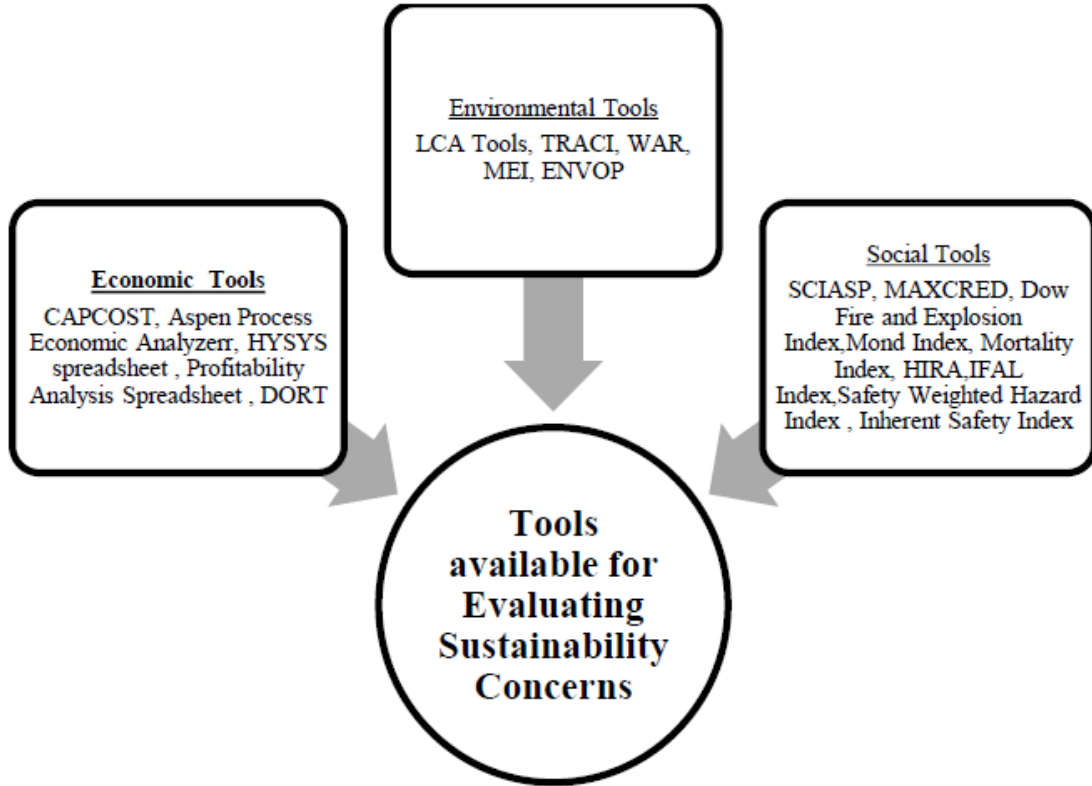 Environmental Tools
LCA Tools, TRACI, WAR,
MEI, ENVOP
Economic Tools
CAPCOST, Aspen Process
Economic Analyzerr, HYSYS
spreadsheet , Profitability
Analysis Spreadsheet , DORT
Social Tools
SCIASP, MAXCRED, Dow
Fire and Explosion
Index,Mond Index, Mortality
Index, HIRA,IFAL
Index,Safety Weighted Hazard
Index , Inherent Safety Index
Tools
available for
Evaluating
Sustainability
Concerns